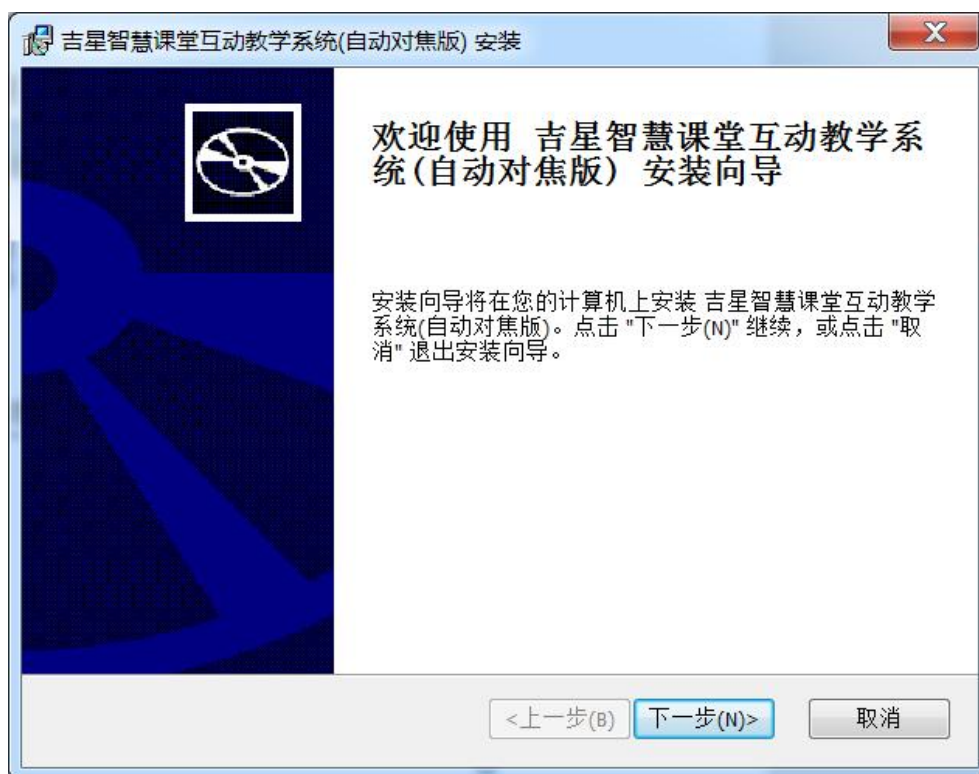 吉星智慧课堂互动教学系统(自动对焦版) 安装
欢迎使用 吉星智慧课堂互动教学系
统(自动对焦版) 安装向导
安装向导将在您的计算机上安装 吉星智慧课堂互动教学
系统(自动对焦版)。点击 "下一步(N)" 继续，或点击 "取
消" 退出安装向导。
<上一步(B)
下一步(N)>
取消